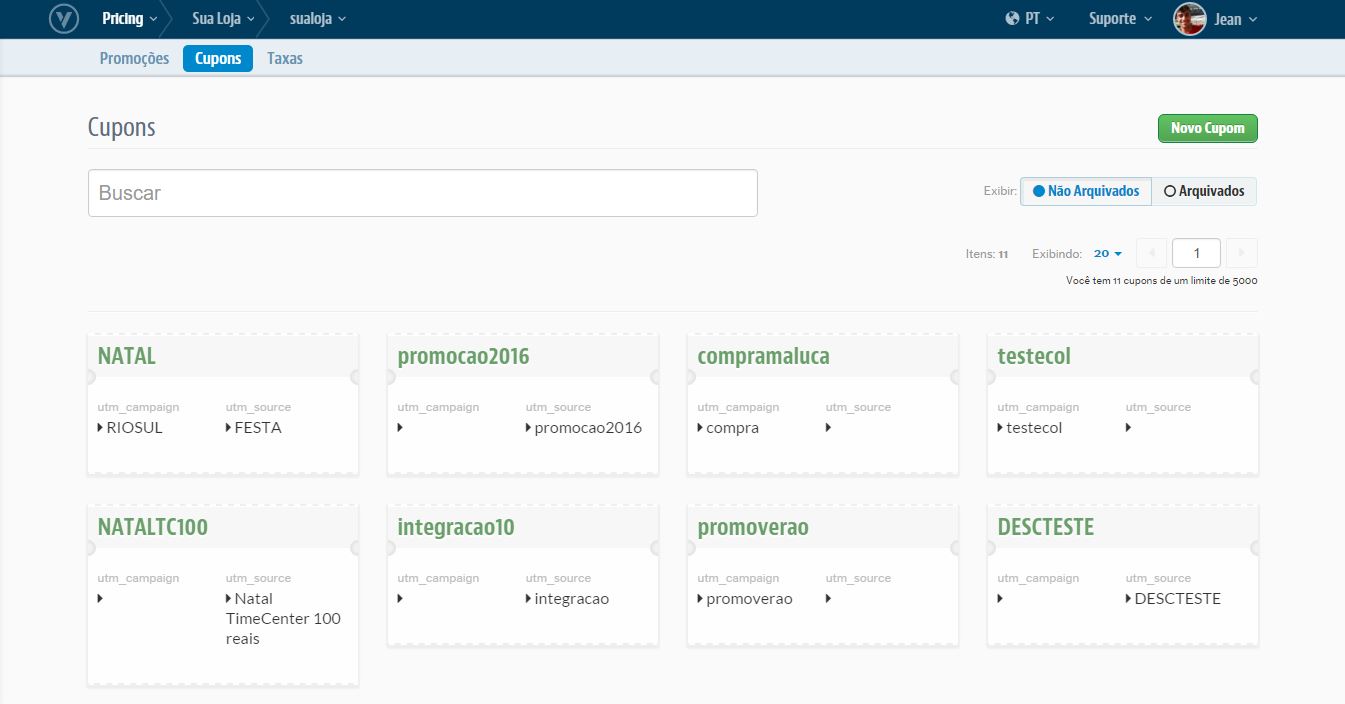 V Pricing Sua Loja sualoja PT Suporte Jean
Promoções Cupons Taxas
Cupons Novo Cupom
Buscar Exibir: Não Arquivados Arquivados
Itens: 11 Exibindo: 20 1
Você tem 11 cupons de um limite de 5000
NATAL promocao2016 compramaluca testecol
utm_campaign utm_source utm_campaign utm_source utm_campaign utm_source utm_campaign utm_source
RIOSUL FESTA promocao2016 compra testecol
NATALTC100 integracao10 promoverao DESCTESTE
utm_campaign utm_source utm_campaign utm_source utm_campaign utm_source utm_campaign utm_source
Natal integracao promoverao DESCTESTE
TimeCenter 100
reais